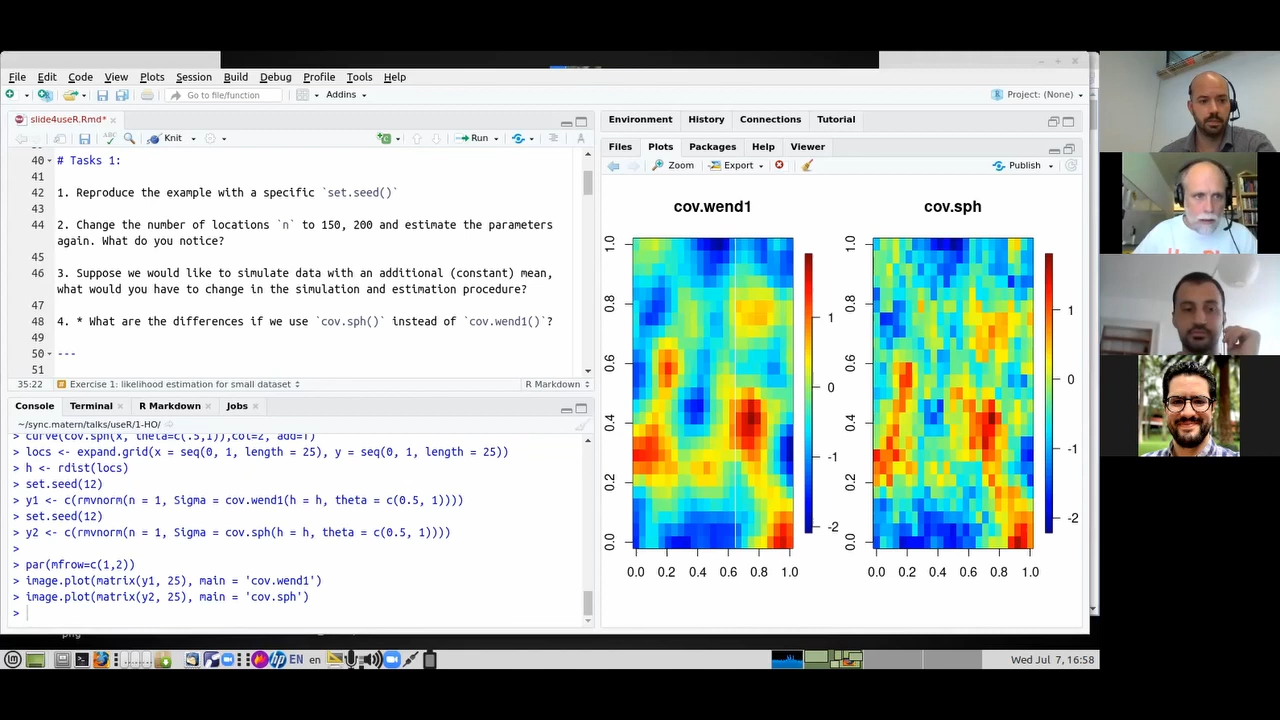 File Edit Code View Plots Session Build Debug Profile Tools Help
Go to file/function Addins Project: (None)
slide4useR.Rmd*
Knit Run
40 # Tasks 1:
41
42 1. Reproduce the example with a specific `set.seed()`
43
44 2. Change the number of locations `n` to 150, 200 and estimate the parameters
again. What do you notice?
45
46 3. Suppose we would like to simulate data with an additional (constant) mean,
what would you have to change in the simulation and estimation procedure?
47
48 4. * What are the differences if we use `cov.sph()` instead of `cov.wend1()`?
49
50 ---
51
35:22 Exercise 1: likelihood estimation for small dataset R Markdown
Console Terminal R Markdown Jobs
~/sync.matern/talks/useR/1-HO/
curve(cov.sph(x, theta=c(.5,1)),col=2, add=T)
> locs <- expand.grid(x = seq(0, 1, length = 25), y = seq(0, 1, length = 25))
> h <- rdist(locs)
> set.seed(12)
> y1 <- c(rmvnorm(n = 1, Sigma = cov.wend1(h = h, theta = c(0.5, 1))))
> set.seed(12)
> y2 <- c(rmvnorm(n = 1, Sigma = cov.sph(h = h, theta = c(0.5, 1))))
>
> par(mfrow=c(1,2))
> image.plot(matrix(y1, 25), main = 'cov.wend1')
> image.plot(matrix(y2, 25), main = 'cov.sph')
>
Environment History Connections Tutorial
Files Plots Packages Help Viewer
Zoom Export Publish
cov.wend1
1.0
0.8
0.6
0.4
0.2
0.0
0.0 0.2 0.4 0.6 0.8 1.0
1
0
-1
-2
cov.sph
1.0
0.8
0.6
0.4
0.2
0.0
0.0 0.2 0.4 0.6 0.8 1.0
1
0
-1
-2
png
EN en
Wed Jul 7, 16:58